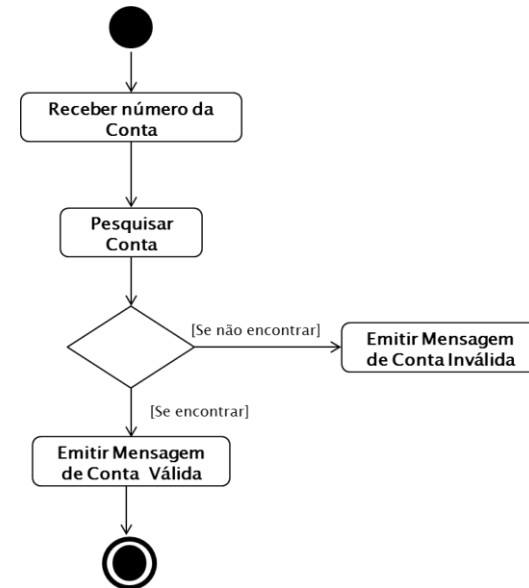 Receber número da
Conta
Pesquisar
Conta
[Se não encontrar]
Emitir Mensagem
de Conta Inválida
[Se encontrar]
Emitir Mensagem
de Conta Válida